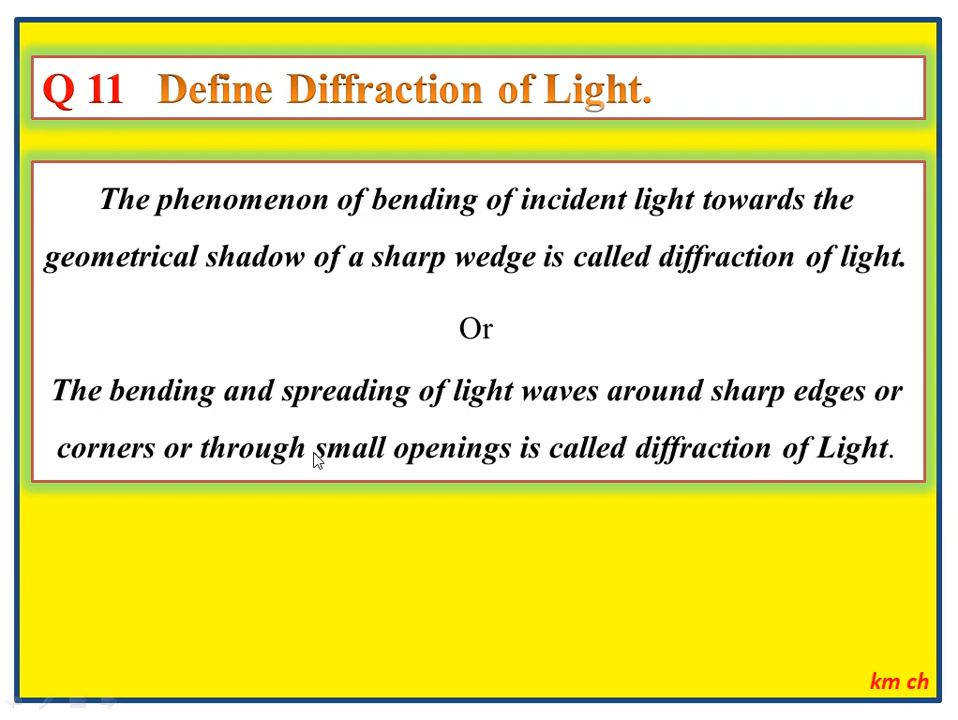 Q 11 Define Diffraction of Light.
The phenomenon of bending of incident light towards the
geometrical shadow of a sharp wedge is called diffraction of light.
Or
The bending and spreading of light waves around sharp edges or
corners or through small openings is called diffraction of Light.
km ch